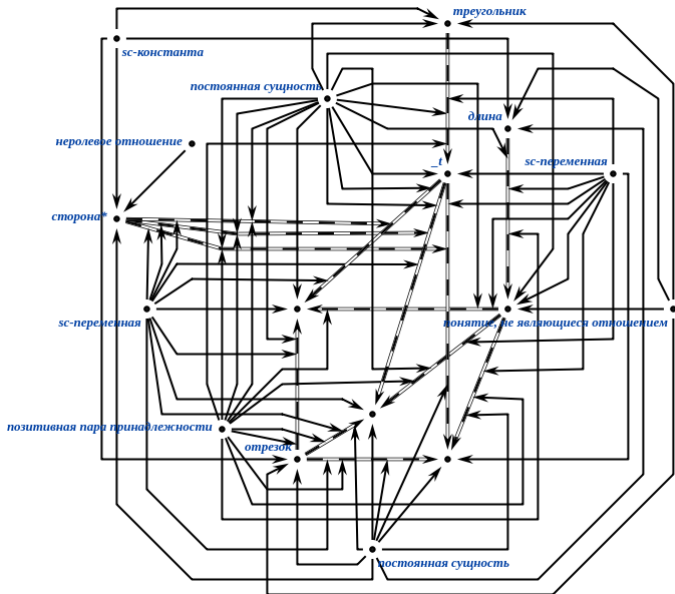 треугольник
sc-константа
постоянная сущность
длина
неролевое отношение
_t
sc-переменная
сторона*
sc-переменная
понятие, не являющиеся отношением
позитивная пара принадлежности
отрезок
постоянная сущность